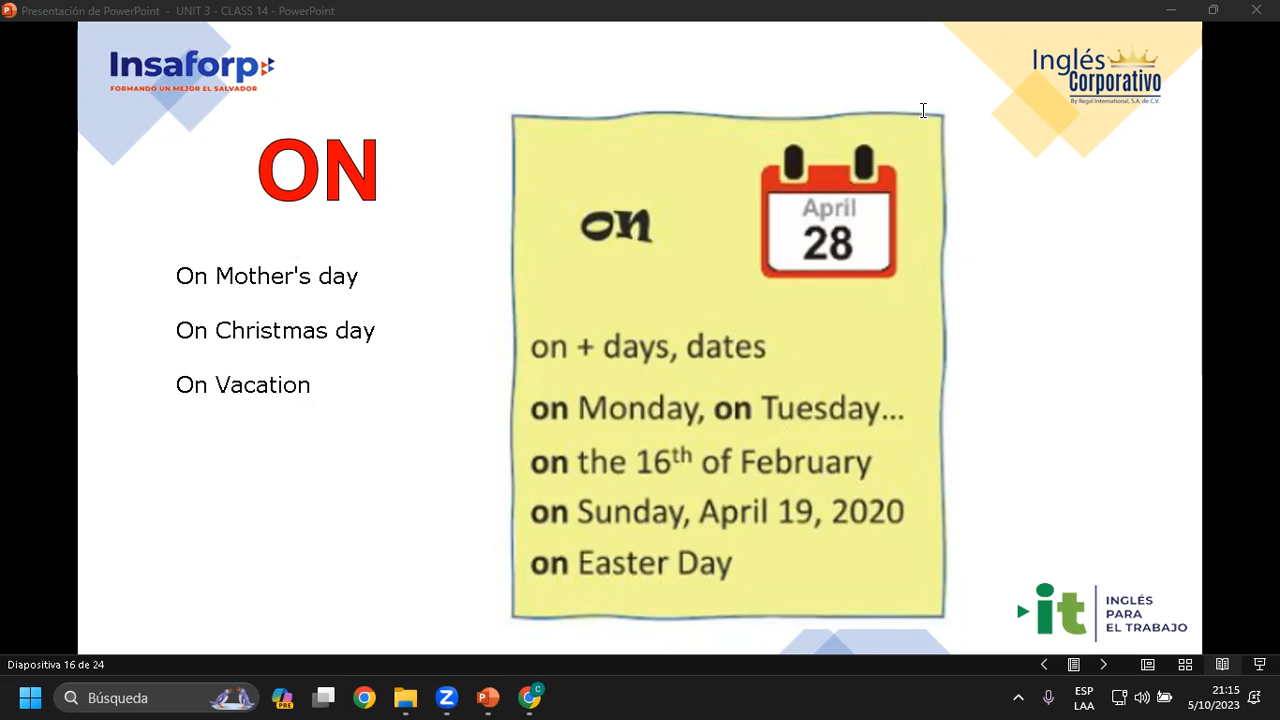 Presentación de PowerPoint - UNIT 3 - CLASS 14 - PowerPoint
Insaforp
FORMANDO UN MEJOR EL SALVADOR
Inglés
Corporativo
By Regal International, S.A. de C.V.
ON
On Mother's day
On Christmas day
On Vacation
on
April
28
on + days, dates
on Monday, on Tuesday...
on the 16th of February
on Sunday, April 19, 2020
on Easter Day
it
INGLÉS
PARA
EL TRABAJO
Diapositiva 16 de 24
Búsqueda
PRE
ESP
LAA
21:15
5/10/2023